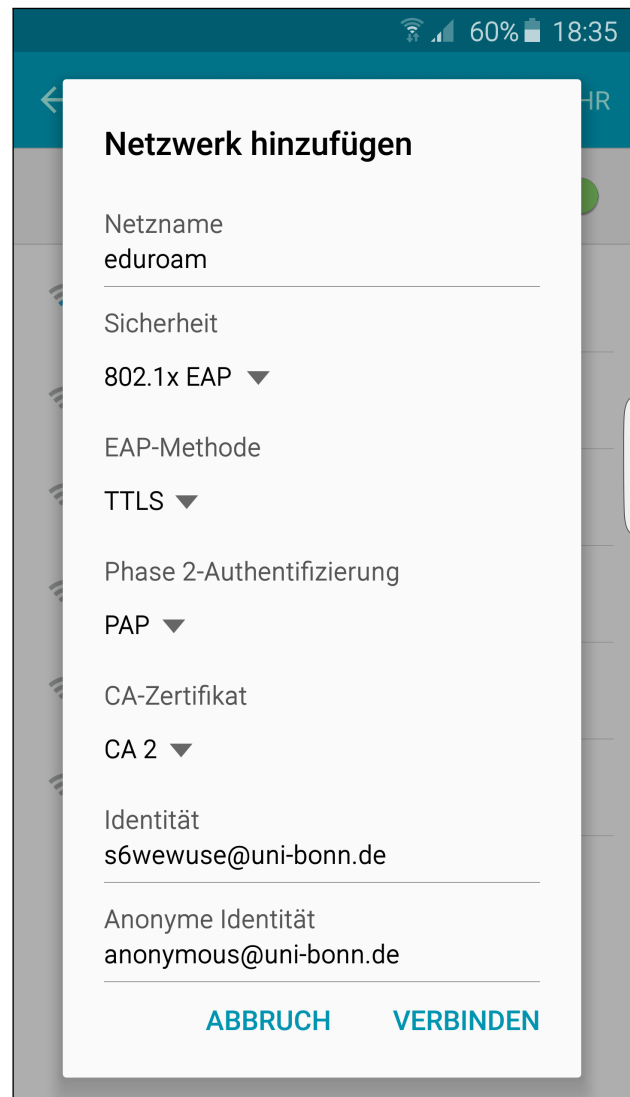 60% 18:35
HR
Netzwerk hinzufügen
Netzname
eduroam
Sicherheit
802.1x EAP
EAP-Methode
TTLS
Phase 2-Authentifizierung
PAP
CA-Zertifikat
CA 2
Identität
s6wewuse@uni-bonn.de
Anonyme Identität
anonymous@uni-bonn.de
ABBRUCH VERBINDEN